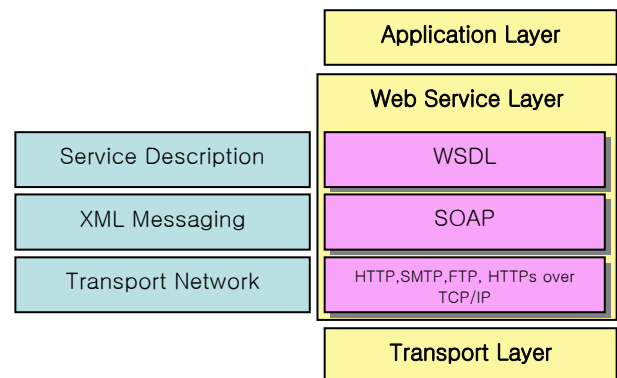 Application Layer
Web Service Layer
Service Description
WSDL
XML Messaging
SOAP
Transport Network
HTTP,SMTP,FTP, HTTPs over
TCP/IP
Transport Layer